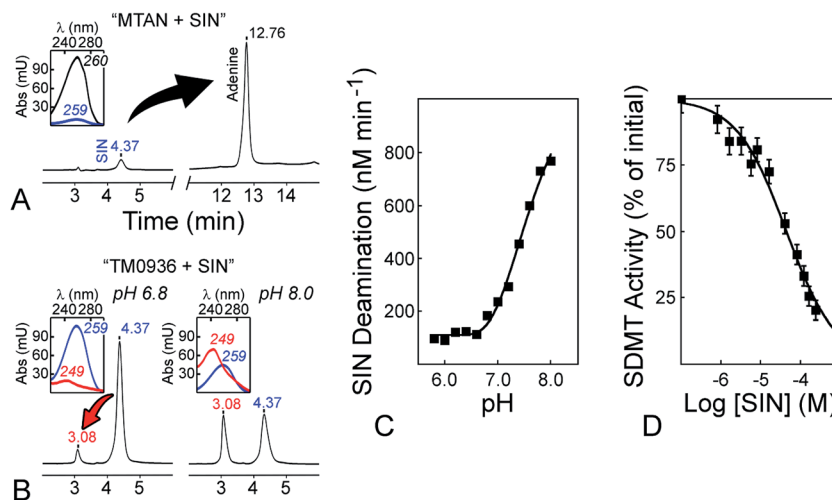 "MTAN + SIN"
λ (nm)
240 280
Abs (mU)
90
60
30
260
259
SIN
4.37
Adenine
12.76
3 4 5 12 13 14
Time (min)
A
"TM0936 + SIN"
λ (nm)
240 280
pH 6.8
Abs (mU)
90
60
30
259
249
4.37
3.08
3 4 5
λ (nm)
240 280
pH 8.0
90
60
30
249
259
3.08
4.37
3 4 5
B
SIN Deamination (nM min⁻¹)
800
600
400
200
6.0 7.0 8.0
pH
C
SDMT Activity (% of initial)
75
50
25
-6 -5 -4
Log [SIN] (M)
D